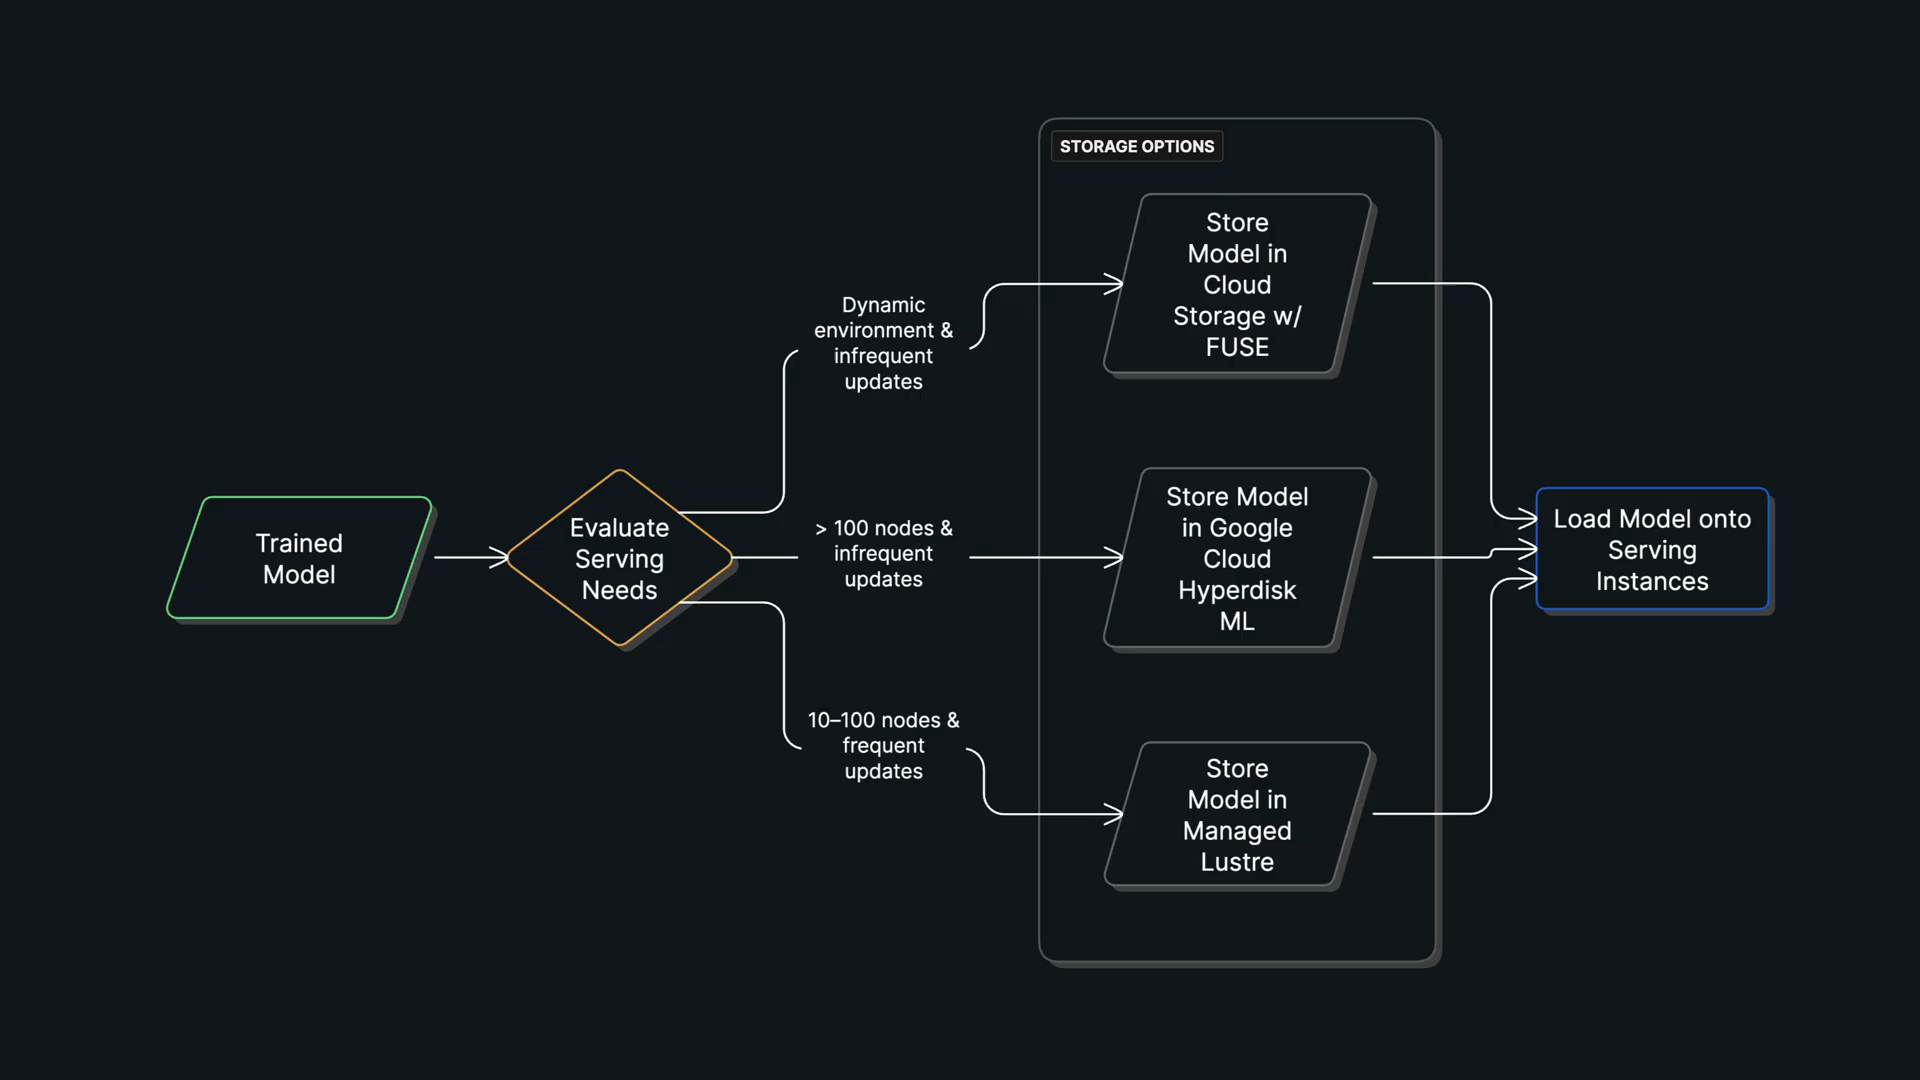 STORAGE OPTIONS
Store
Model in
Cloud
Storage w/
FUSE
Dynamic
environment &
infrequent
updates
Trained
Model
Evaluate
Serving
Needs
> 100 nodes &
infrequent
updates
Store Model
in Google
Cloud
Hyperdisk
ML
Load Model onto
Serving
Instances
10–100 nodes &
frequent
updates
Store
Model in
Managed
Lustre